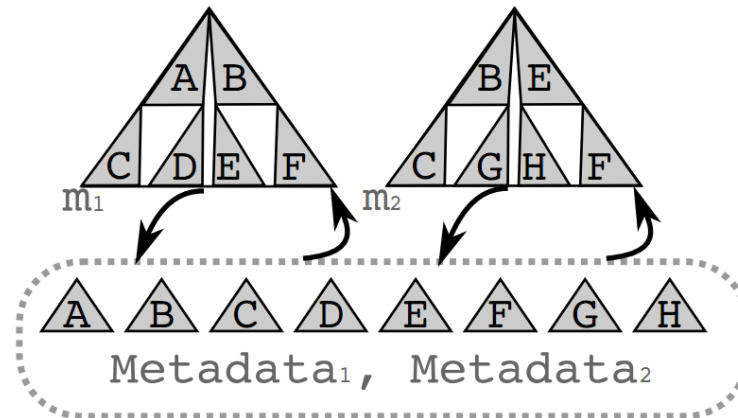 A B B E
C D E F C G H F
m1 m2
A B C D E F G H
Metadata1, Metadata2